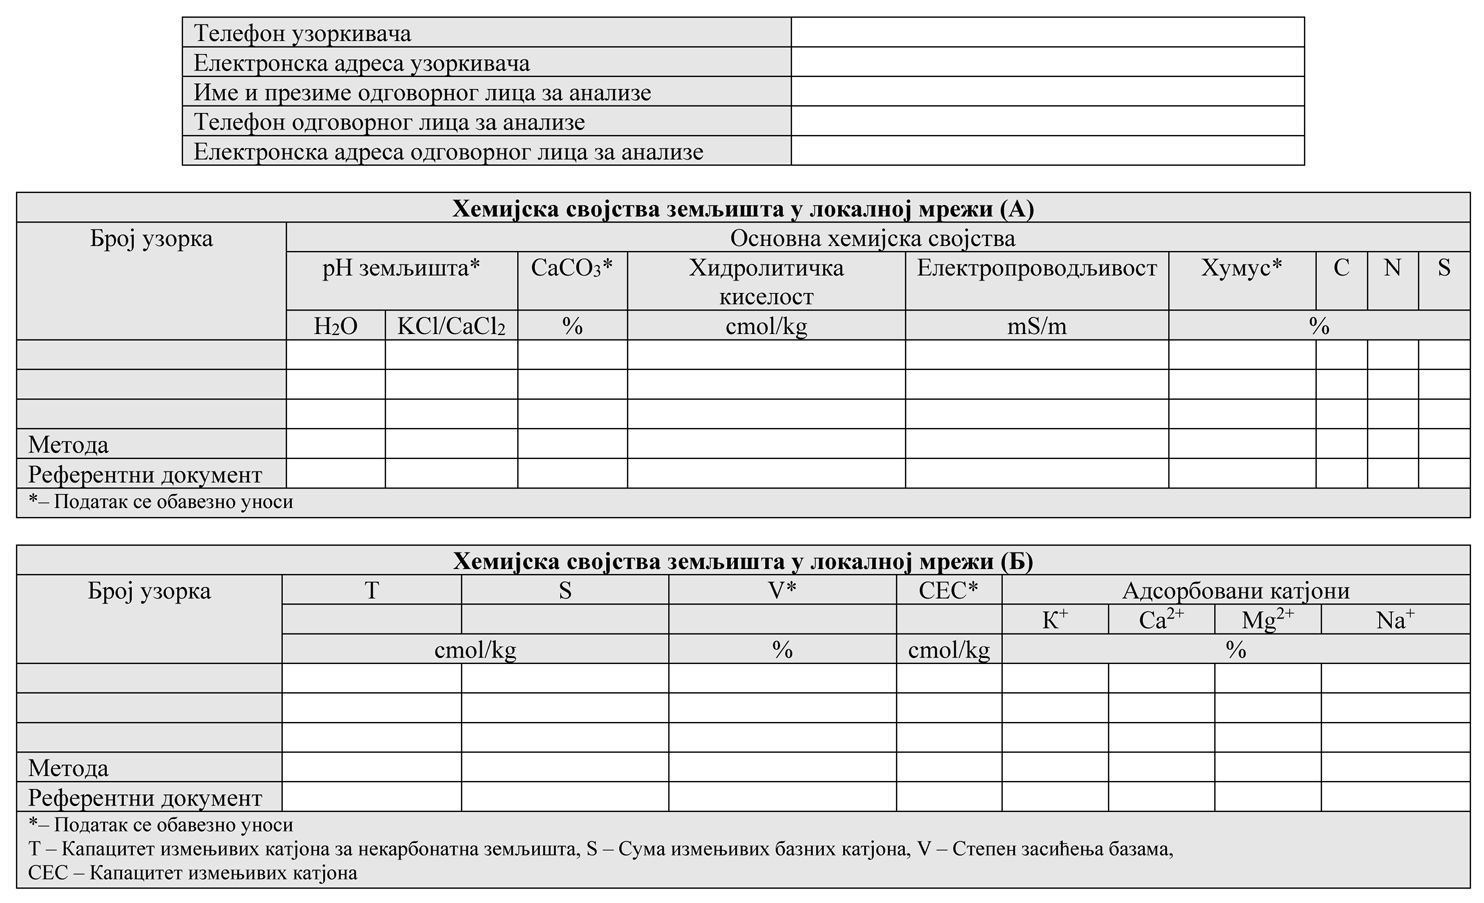 Телефон узоркивача
Електронска адреса узоркивача
Име и презиме одговорног лица за анализе
Телефон одговорног лица за анализе
Електронска адреса одговорног лица за анализе
Хемијска својства земљишта у локалној мрежи (А)
Број узорка Основна хемијска својства
pH земљишта* CaCO3* Хидролитичка киселост Електропроводљивост Хумус* C N S
H2O KCl/CaCl2 % cmol/kg mS/m %
Метода
Референтни документ
*– Податак се обавезно уноси
Хемијска својства земљишта у локалној мрежи (Б)
Број узорка T S V* CEC* Адсорбовани катјони
K+ Ca2+ Mg2+ Na+
cmol/kg % cmol/kg %
Метода
Референтни документ
*– Податак се обавезно уноси
T – Капацитет измењивих катјона за некарбонатна земљишта, S – Сума измењивих базних катјона, V – Степен засићења базама,
CEC – Капацитет измењивих катјона